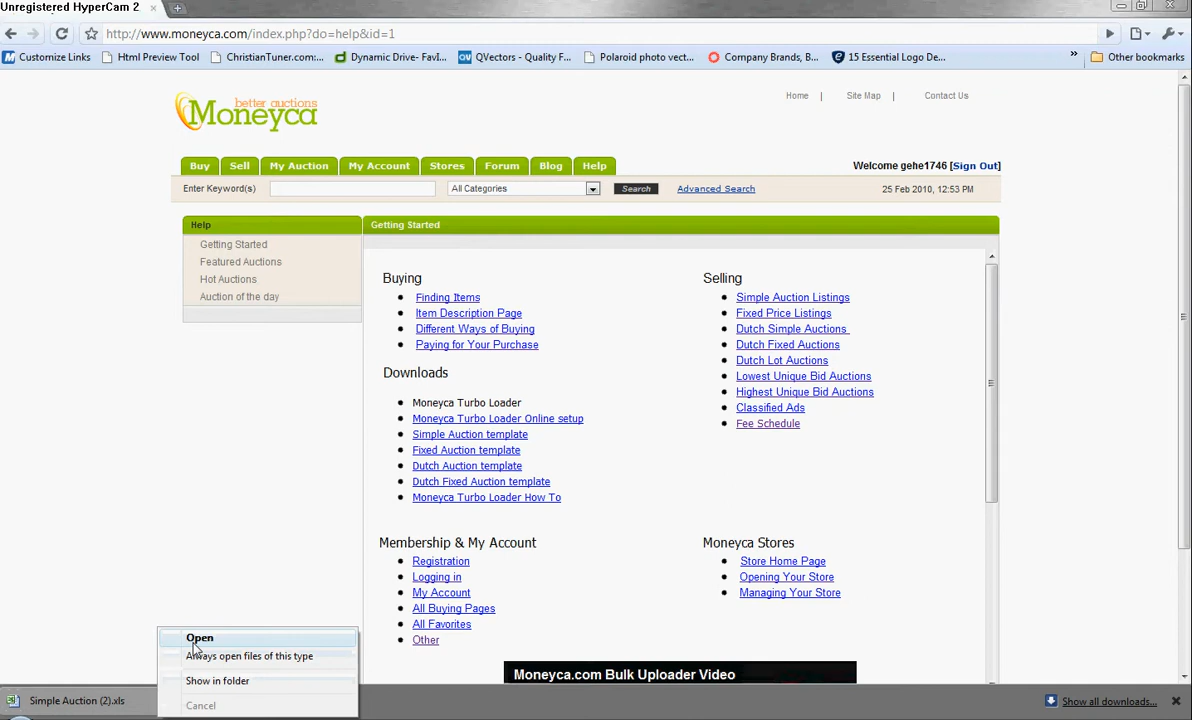 Unregistered HyperCam 2
http://www.moneyca.com/index.php?do=help&id=1
Customize Links Html Preview Tool ChristianTuner.com:... Dynamic Drive- FavI... QVectors - Quality F... Polaroid photo vect... Company Brands, B... 15 Essential Logo De... » Other bookmarks
better auctions
Moneyca
Home | Site Map | Contact Us
Buy Sell My Auction My Account Stores Forum Blog Help
Welcome gehe1746 [Sign Out]
Enter Keyword(s) All Categories Search Advanced Search 25 Feb 2010, 12:53 PM
Help
Getting Started
Featured Auctions
Hot Auctions
Auction of the day
Getting Started
Buying
Finding Items
Item Description Page
Different Ways of Buying
Paying for Your Purchase
Downloads
Moneyca Turbo Loader
Moneyca Turbo Loader Online setup
Simple Auction template
Fixed Auction template
Dutch Auction template
Dutch Fixed Auction template
Moneyca Turbo Loader How To
Selling
Simple Auction Listings
Fixed Price Listings
Dutch Simple Auctions
Dutch Fixed Auctions
Dutch Lot Auctions
Lowest Unique Bid Auctions
Highest Unique Bid Auctions
Classified Ads
Fee Schedule
Membership & My Account
Registration
Logging in
My Account
All Buying Pages
All Favorites
Other
Moneyca Stores
Store Home Page
Opening Your Store
Managing Your Store
Moneyca.com Bulk Uploader Video
Open
Always open files of this type
Show in folder
Cancel
Simple Auction (2).xls
Show all downloads...